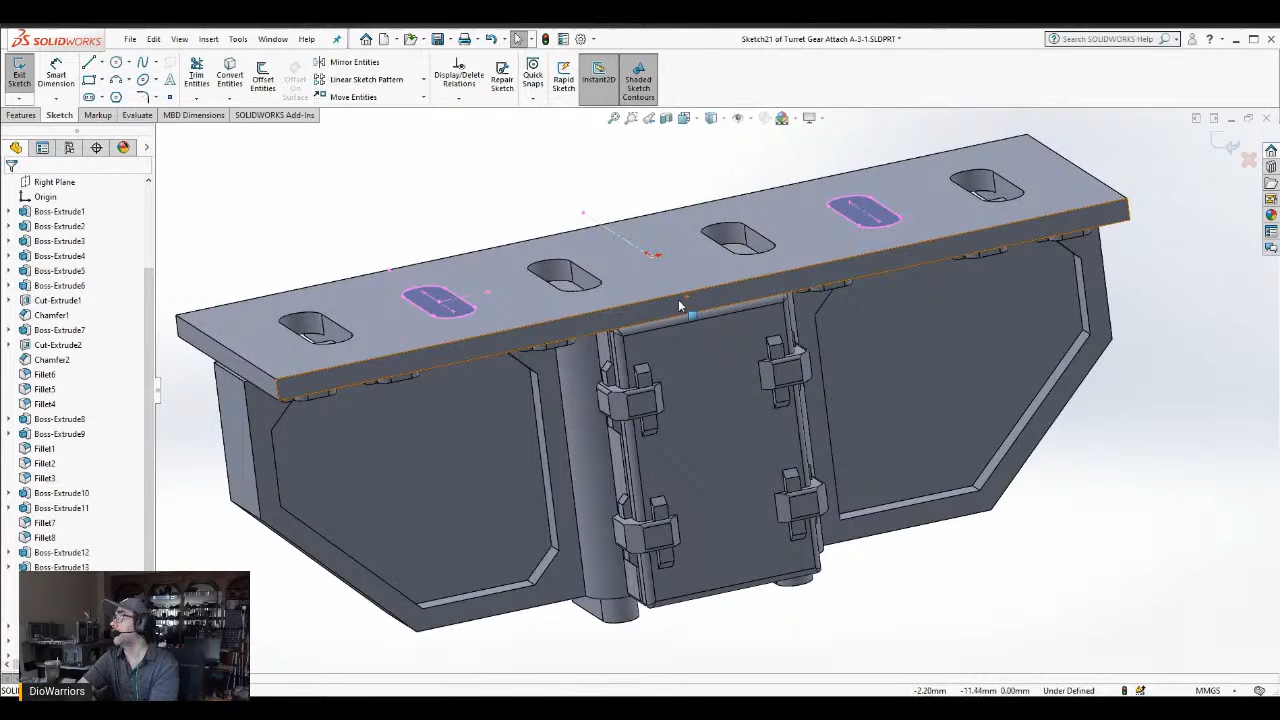 SOLIDWORKS
File Edit View Insert Tools Window Help
Sketch21 of Turret Gear Attach A-3-1.SLDPRT *
Search SOLIDWORKS Help
Exit Sketch
Smart Dimension
Trim Entities
Convert Entities
Offset Entities
Offset On Surface
Mirror Entities
Linear Sketch Pattern
Move Entities
Display/Delete Relations
Repair Sketch
Quick Snaps
Rapid Sketch
Instant2D
Shaded Sketch Contours
Features Sketch Markup Evaluate MBD Dimensions SOLIDWORKS Add-Ins
Right Plane
Origin
Boss-Extrude1
Boss-Extrude2
Boss-Extrude3
Boss-Extrude4
Boss-Extrude5
Boss-Extrude6
Cut-Extrude1
Chamfer1
Boss-Extrude7
Cut-Extrude2
Chamfer2
Fillet6
Fillet5
Fillet4
Boss-Extrude8
Boss-Extrude9
Fillet1
Fillet2
Fillet3
Boss-Extrude10
Boss-Extrude11
Fillet7
Fillet8
Boss-Extrude12
Boss-Extrude13
DioWarriors
-2.20mm -11.44mm 0.00mm Under Defined MMGS